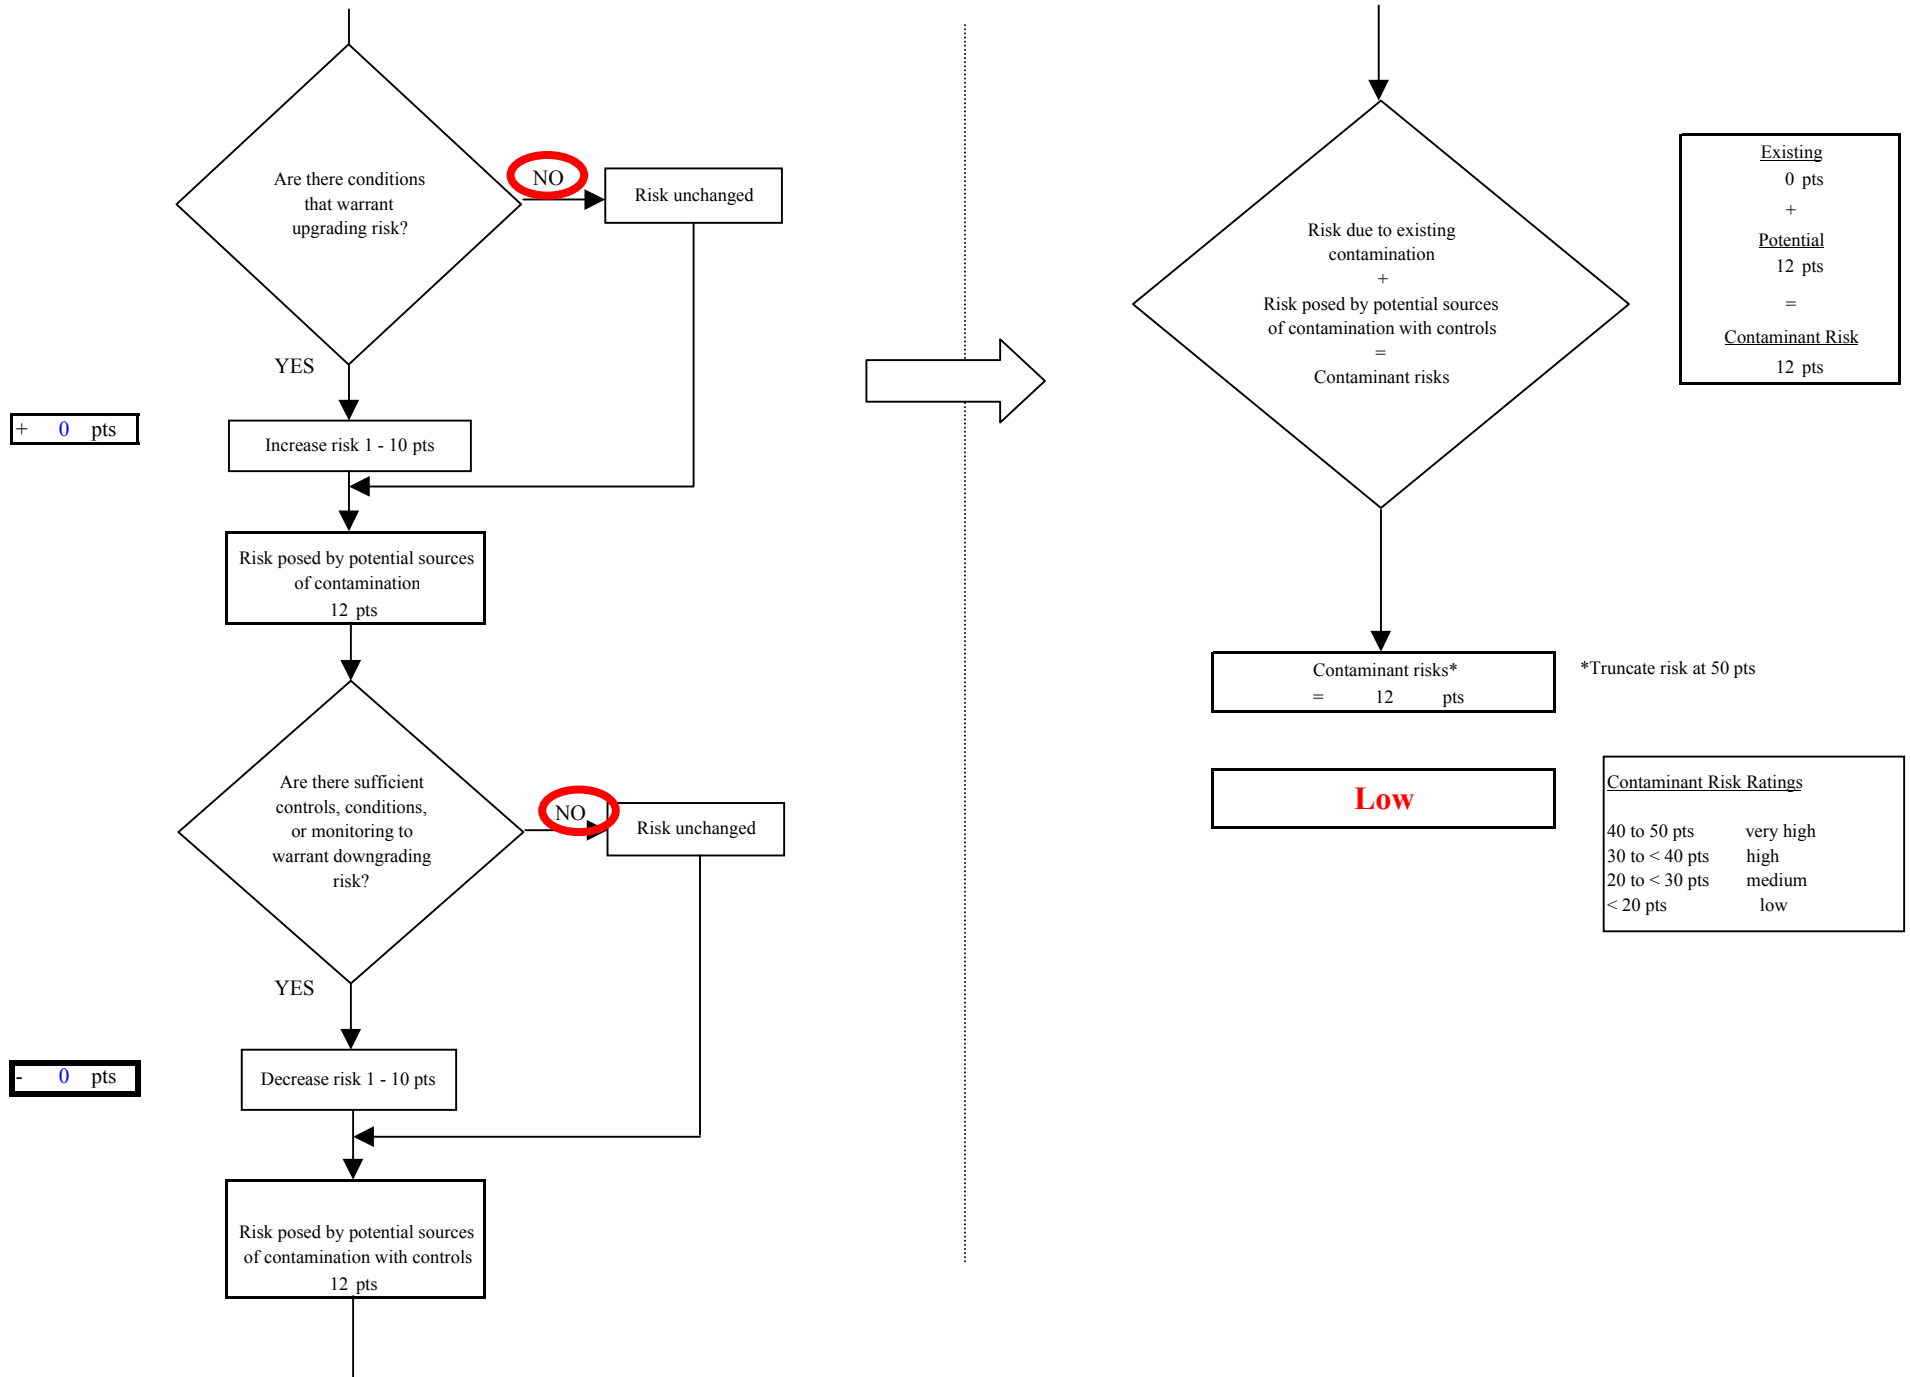 Are there conditions
that warrant
upgrading risk?
NO
Risk unchanged
YES
+ 0 pts
Increase risk 1 - 10 pts
Risk posed by potential sources
of contamination
12 pts
Are there sufficient
controls, conditions,
or monitoring to
warrant downgrading
risk?
NO
Risk unchanged
YES
- 0 pts
Decrease risk 1 - 10 pts
Risk posed by potential sources
of contamination with controls
12 pts
Risk due to existing
contamination
+
Risk posed by potential sources
of contamination with controls
=
Contaminant risks
Existing
0 pts
+
Potential
12 pts
=
Contaminant Risk
12 pts
Contaminant risks*
= 12 pts
*Truncate risk at 50 pts
Low
Contaminant Risk Ratings
40 to 50 pts very high
30 to < 40 pts high
20 to < 30 pts medium
< 20 pts low